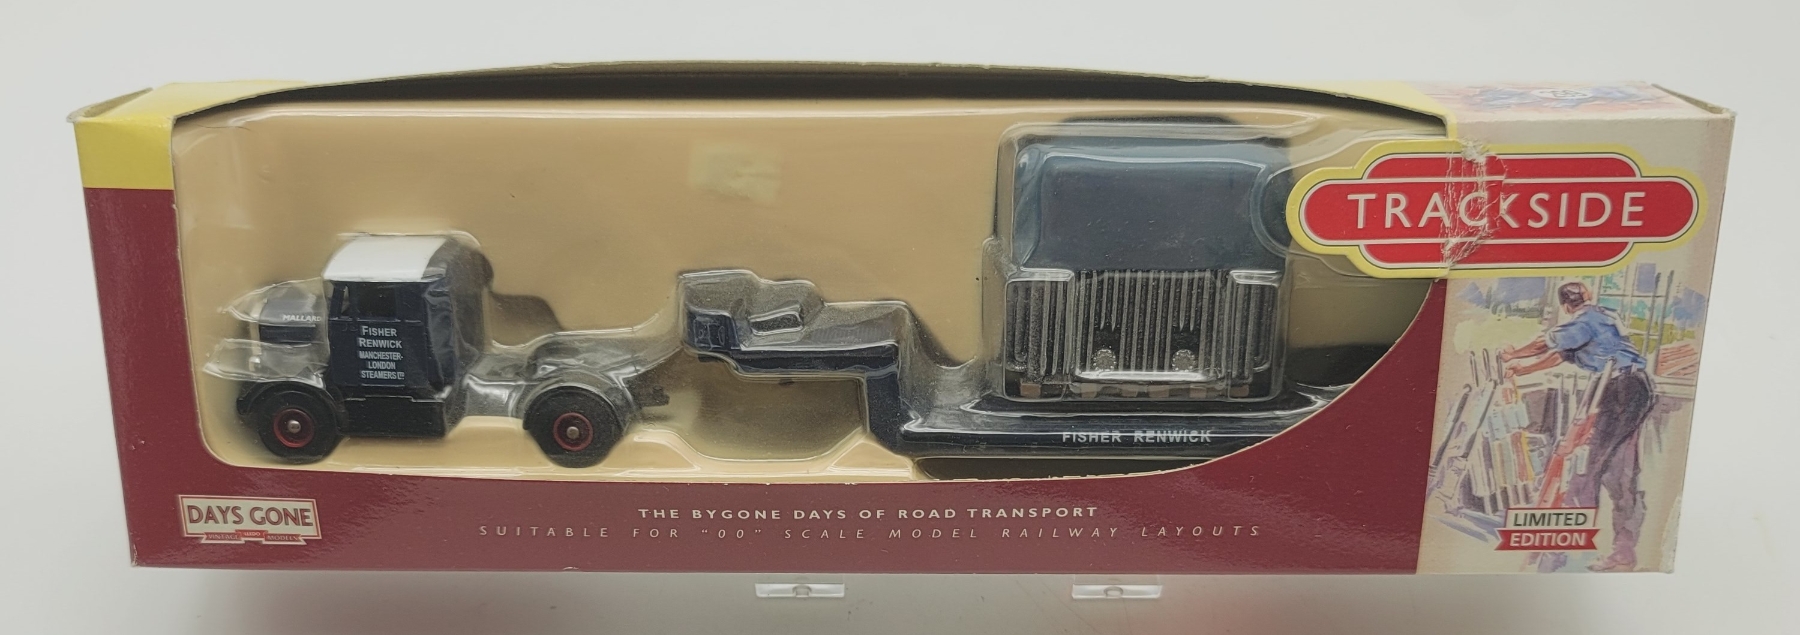 TRACKSIDE
MALLARD
FISHER
RENWICK
MANCHESTER-
LONDON
STEAMERS LTD
FISHER RENWICK
DAYS GONE
THE BYGONE DAYS OF ROAD TRANSPORT
SUITABLE FOR "00" SCALE MODEL RAILWAY LAYOUTS
LIMITED
EDITION